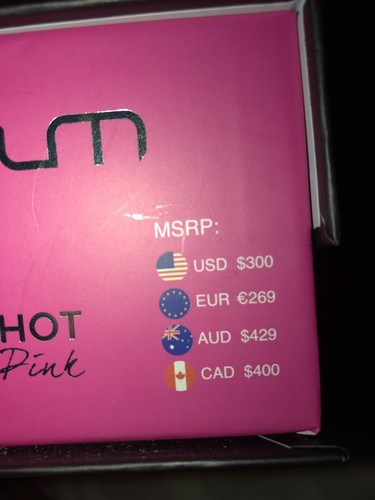 MSRP:
USD $300
EUR €269
AUD $429
CAD $400
HOT
Pink